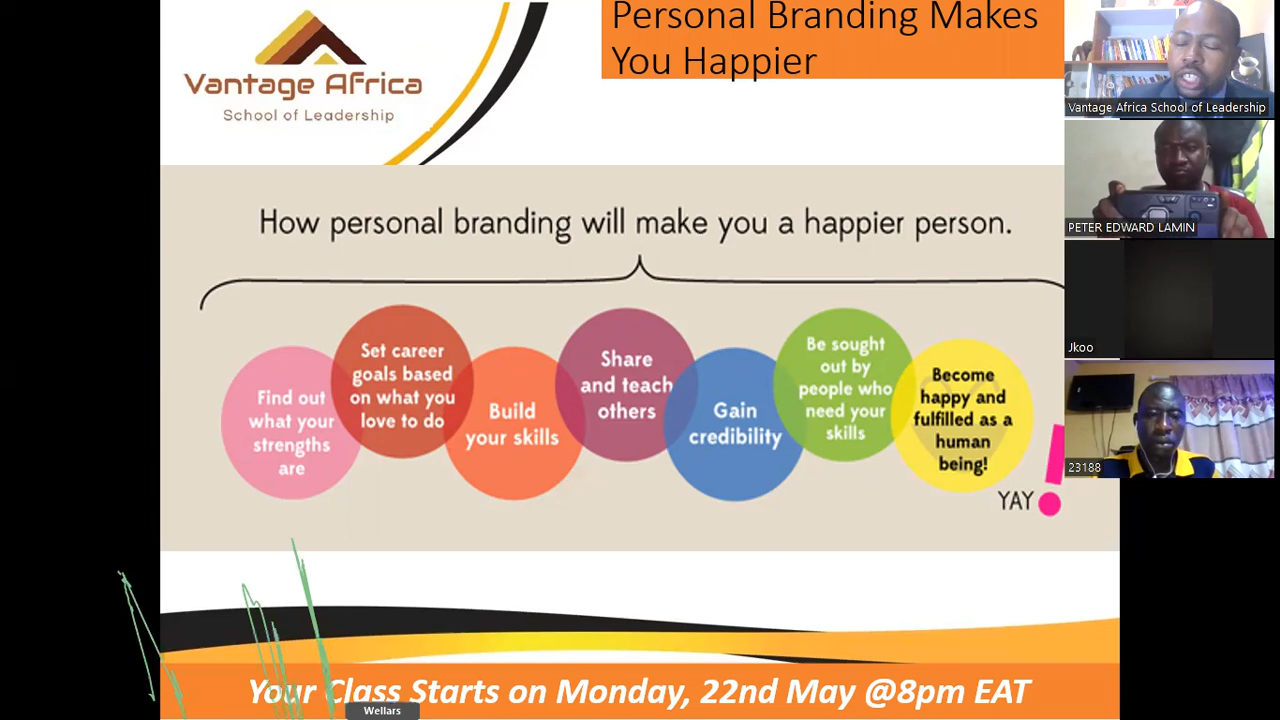 Personal Branding Makes
You Happier
Vantage Africa
School of Leadership
How personal branding will make you a happier person.
Find out
what your
strengths
are
Set career
goals based
on what you
love to do
Build
your skills
Share
and teach
others
Gain
credibility
Be sought
out by
people who
need your
skills
Become
happy and
fulfilled as a
human
being!
YAY!
Your Class Starts on Monday, 22nd May @8pm EAT
Wellars
Vantage Africa School of Leadership
PETER EDWARD LAMIN
Jkoo
23188